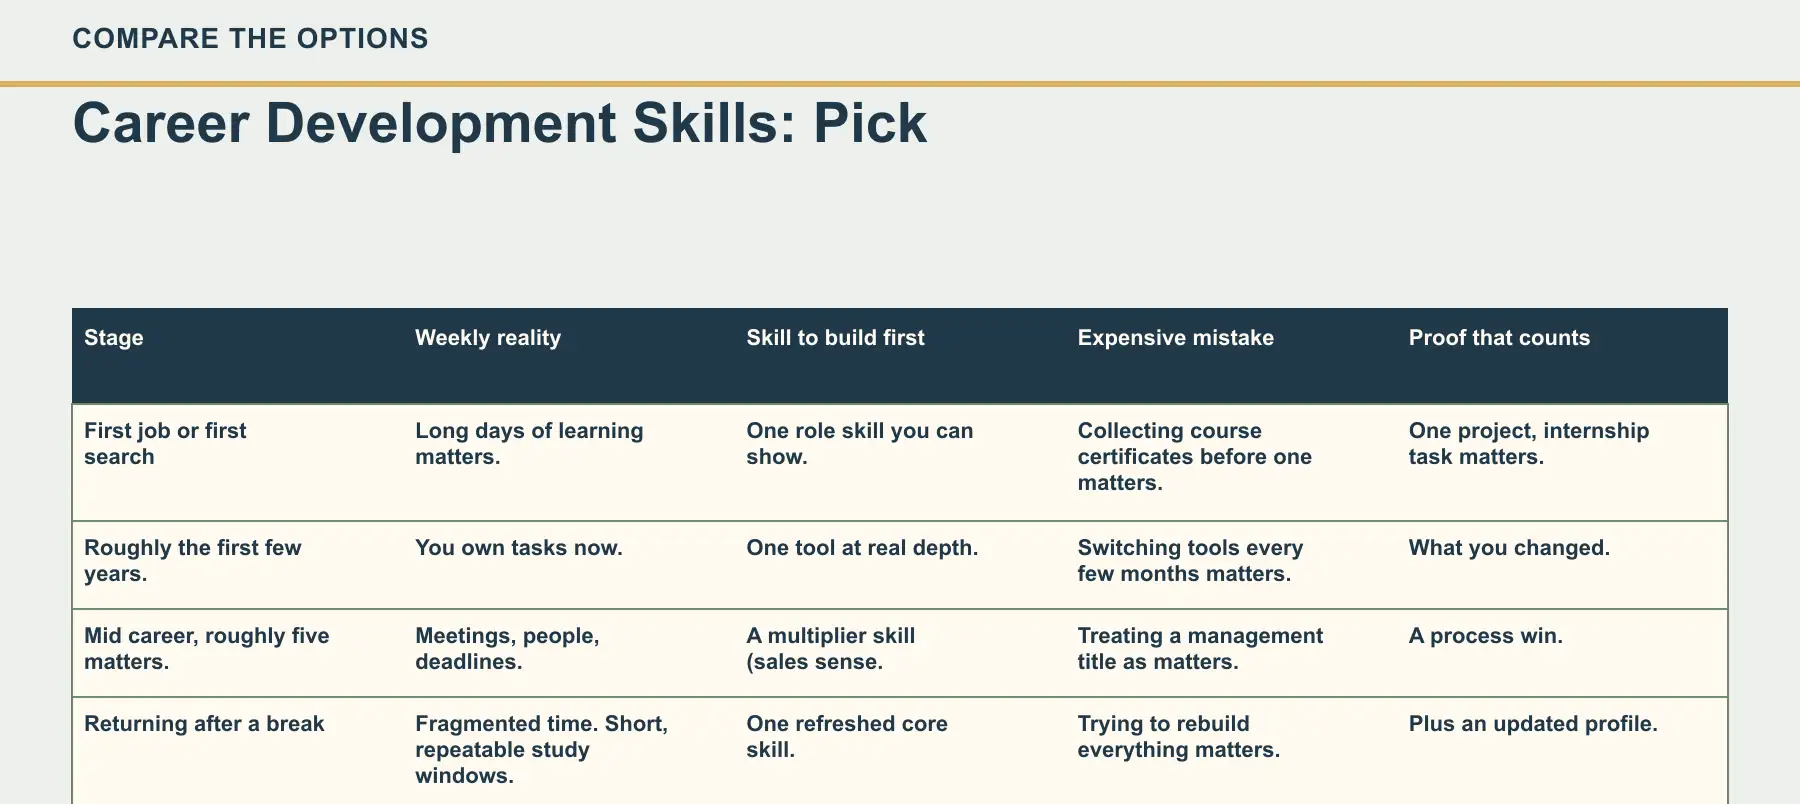 COMPARE THE OPTIONS
Career Development Skills: Pick
Stage
Weekly reality
Skill to build first
Expensive mistake
Proof that counts
First job or first
search
Long days of learning
matters.
One role skill you can
show.
Collecting course
certificates before one
matters.
One project, internship
task matters.
Roughly the first few
years.
You own tasks now.
One tool at real depth.
Switching tools every
few months matters.
What you changed.
Mid career, roughly five
matters.
Meetings, people,
deadlines.
A multiplier skill
(sales sense.
Treating a management
title as matters.
A process win.
Returning after a break
Fragmented time. Short,
repeatable study
windows.
One refreshed core
skill.
Trying to rebuild
everything matters.
Plus an updated profile.